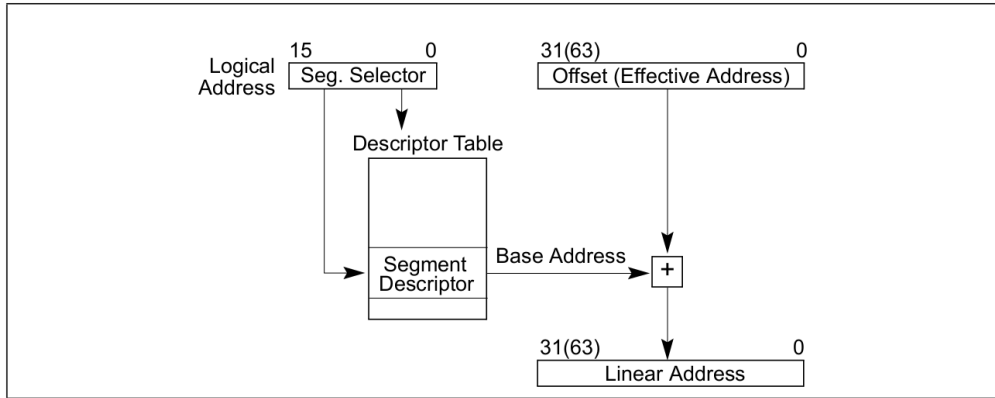 15 0
31(63) 0
Logical
Address
Seg. Selector
Offset (Effective Address)
Descriptor Table
Base Address
+
Segment
Descriptor
31(63) 0
Linear Address